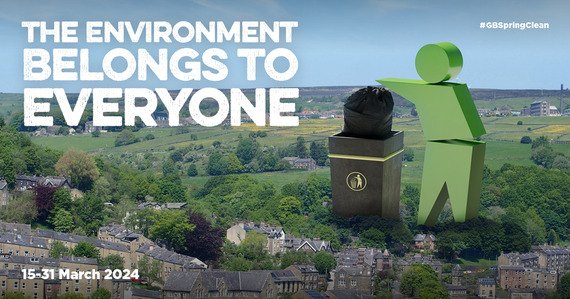 THE ENVIRONMENT
BELONGS TO
EVERYONE
#GBSpringClean
15-31 March 2024